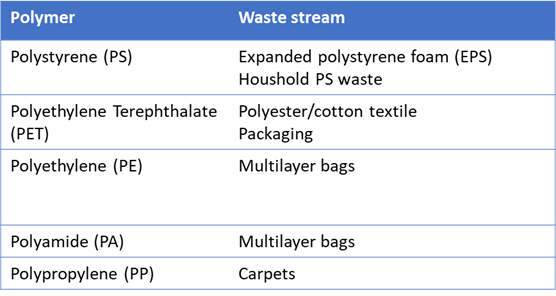 Polymer Waste stream
Polystyrene (PS) Expanded polystyrene foam (EPS)
Houshold PS waste
Polyethylene Terephthalate Polyester/cotton textile
(PET) Packaging
Polyethylene (PE) Multilayer bags
Polyamide (PA) Multilayer bags
Polypropylene (PP) Carpets